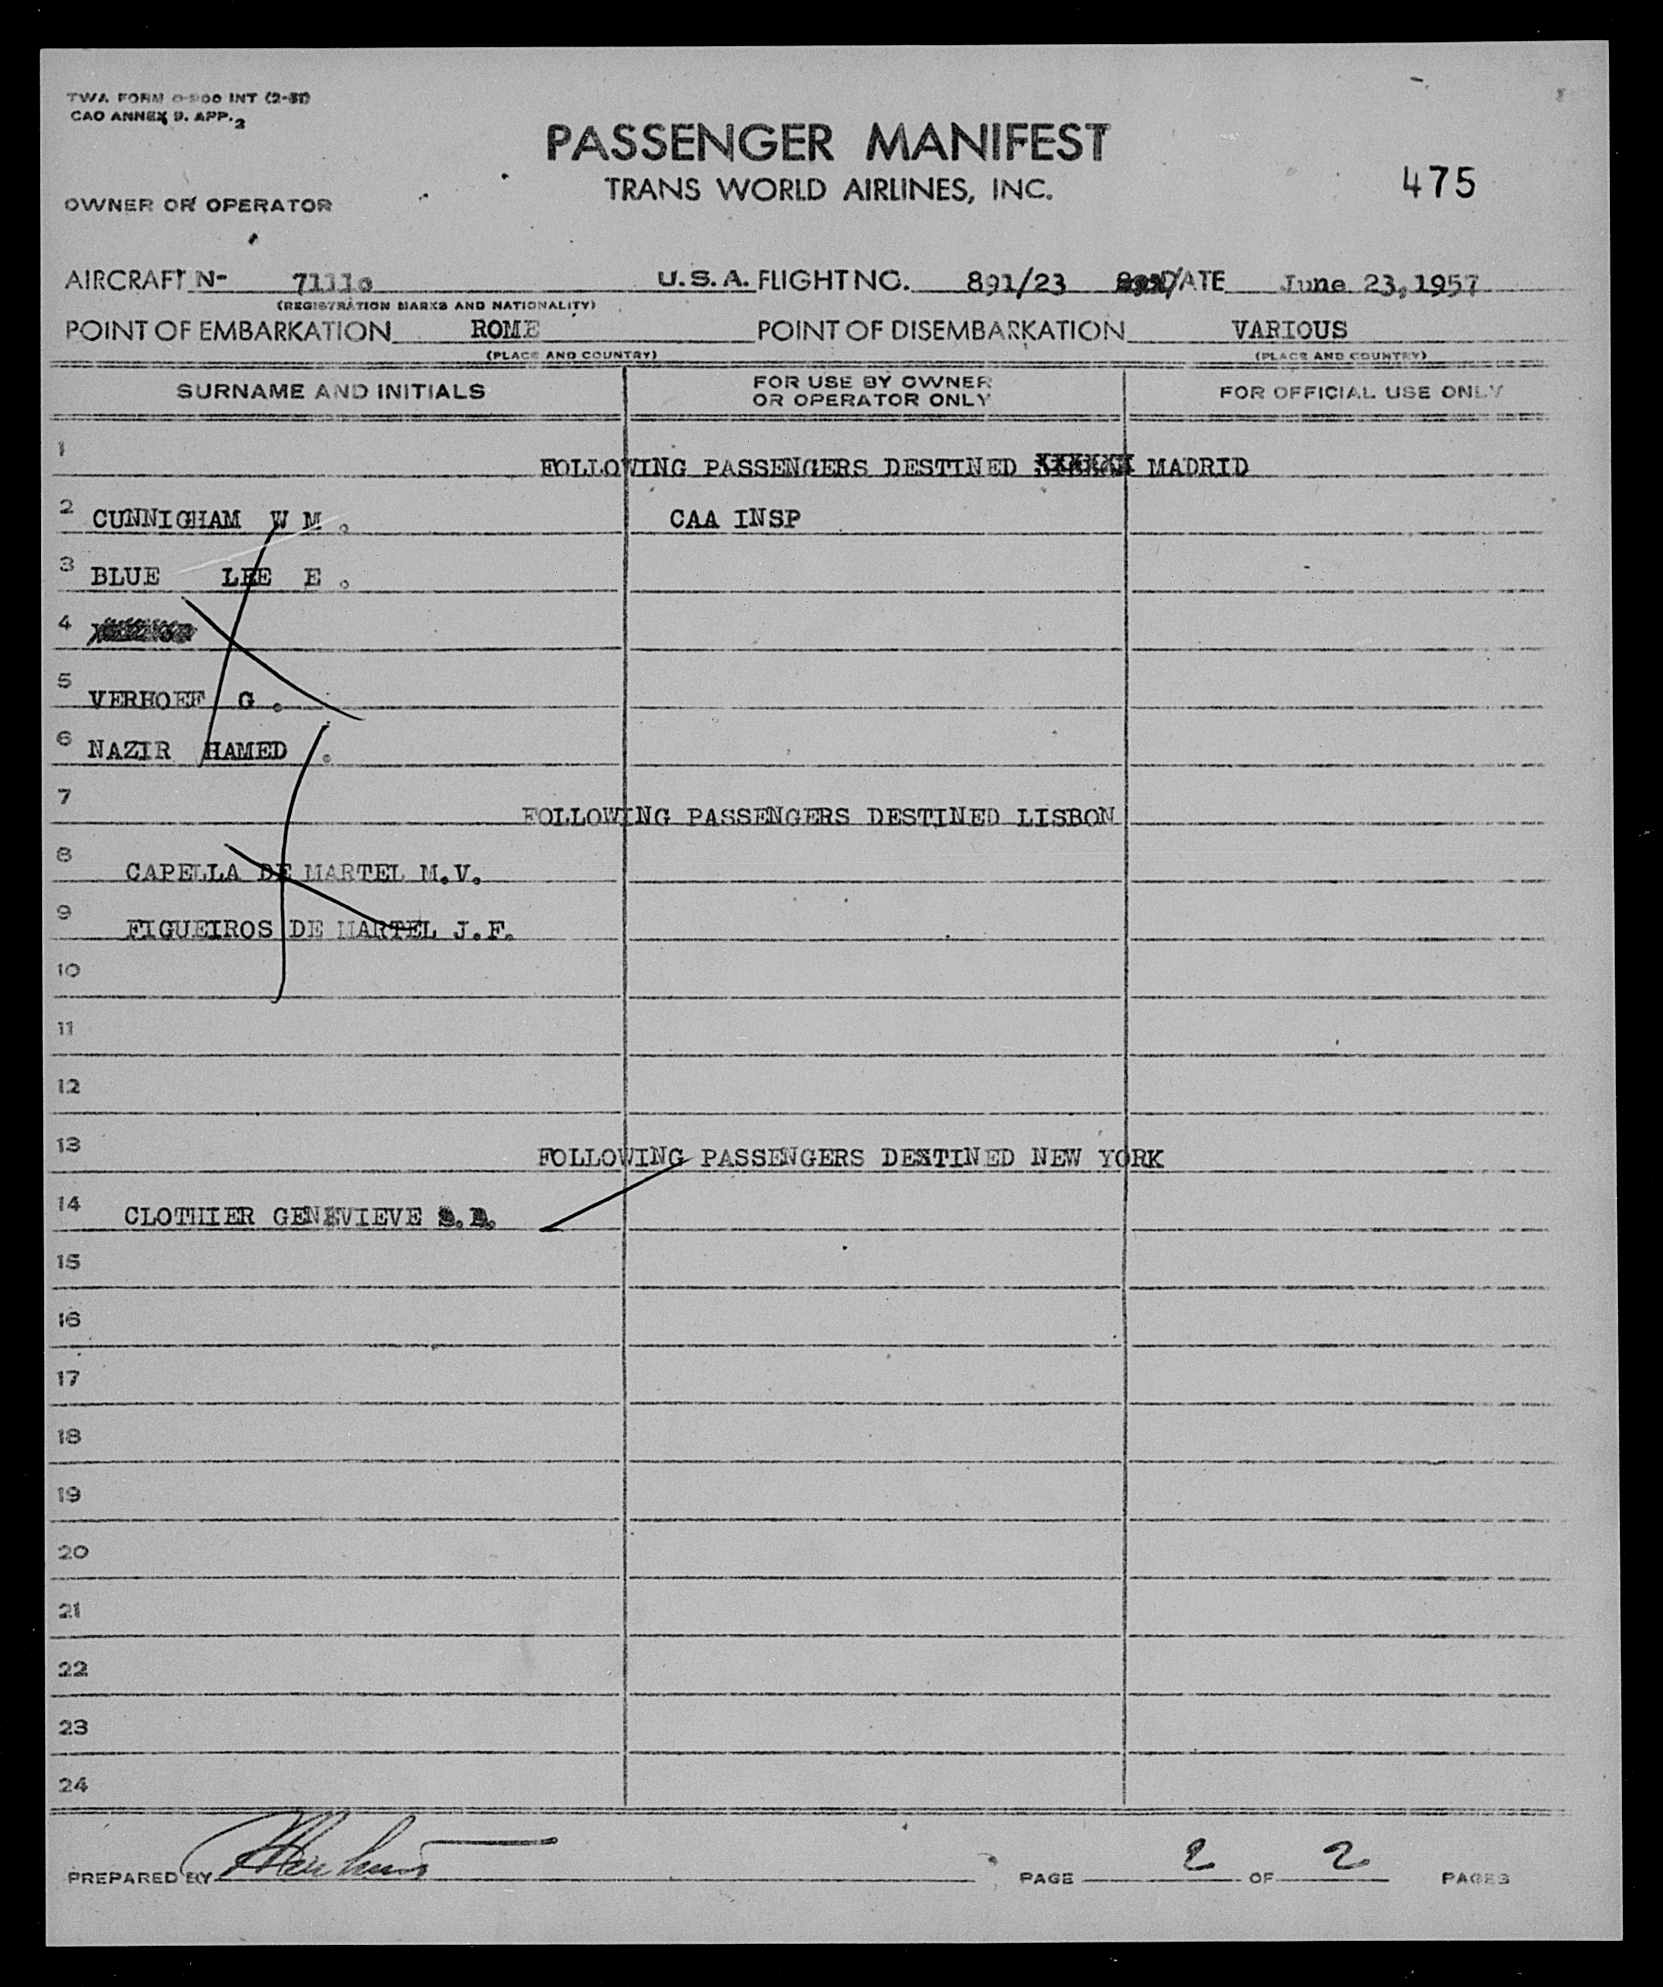 TWA FORM O-900 INT (2-51)
CAO ANNEX 9. APP. 2
PASSENGER MANIFEST
TRANS WORLD AIRLINES, INC.
475
OWNER OR OPERATOR
AIRCRAFT N- 7111c U.S.A. FLIGHT NO. 891/23 DATE June 23, 1957
(REGISTRATION MARKS AND NATIONALITY)
POINT OF EMBARKATION ROME POINT OF DISEMBARKATION VARIOUS
(PLACE AND COUNTRY) (PLACE AND COUNTRY)
SURNAME AND INITIALS FOR USE BY OWNER OR OPERATOR ONLY FOR OFFICIAL USE ONLY
1 FOLLOWING PASSENGERS DESTINED MADRID
2 CUNNIGHAM W M . CAA INSP
3 BLUE LEE E .
4
5 VERHOEF G .
6 NAZIR HAMED .
7 FOLLOWING PASSENGERS DESTINED LISBON
8 CAPELLA DE MARTEL M.V.
9 FIGUEIROS DE MARTEL J.F.
10
11
12
13 FOLLOWING PASSENGERS DESTINED NEW YORK
14 CLOTHIER GENEVIEVE
15
16
17
18
19
20
21
22
23
24
PREPARED BY PAGE 2 OF 2 PAGES